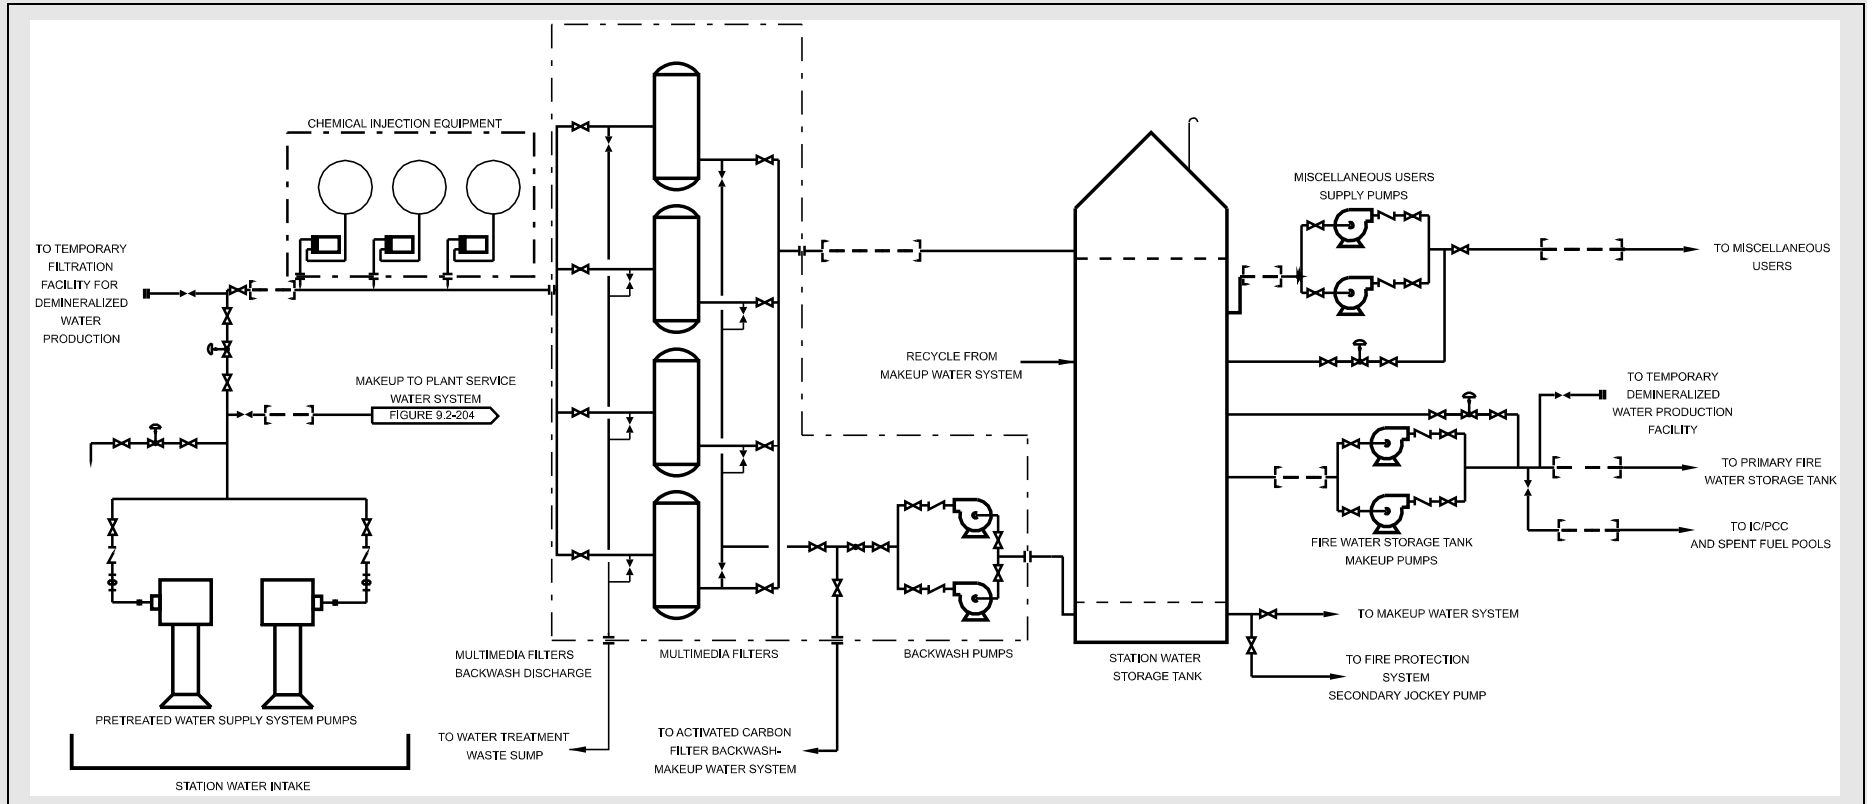 CHEMICAL INJECTION EQUIPMENT
TO TEMPORARY
FILTRATION
FACILITY FOR
DEMINERALIZED
WATER
PRODUCTION
MAKEUP TO PLANT SERVICE
WATER SYSTEM
FIGURE 9.2-204
PRETREATED WATER SUPPLY SYSTEM PUMPS
STATION WATER INTAKE
MULTIMEDIA FILTERS
BACKWASH DISCHARGE
TO WATER TREATMENT
WASTE SUMP
MULTIMEDIA FILTERS
TO ACTIVATED CARBON
FILTER BACKWASH-
MAKEUP WATER SYSTEM
BACKWASH PUMPS
RECYCLE FROM
MAKEUP WATER SYSTEM
STATION WATER
STORAGE TANK
MISCELLANEOUS USERS
SUPPLY PUMPS
TO MISCELLANEOUS
USERS
TO TEMPORARY
DEMINERALIZED
WATER PRODUCTION
FACILITY
TO PRIMARY FIRE
WATER STORAGE TANK
TO IC/PCC
AND SPENT FUEL POOLS
FIRE WATER STORAGE TANK
MAKEUP PUMPS
TO MAKEUP WATER SYSTEM
TO FIRE PROTECTION
SYSTEM
SECONDARY JOCKEY PUMP